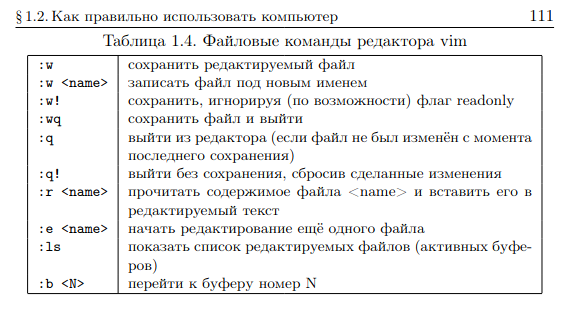 § 1.2. Как правильно использовать компьютер 111
Таблица 1.4. Файловые команды редактора vim
:w сохранить редактируемый файл
:w <name> записать файл под новым именем
:w! сохранить, игнорируя (по возможности) флаг readonly
:wq сохранить файл и выйти
:q выйти из редактора (если файл не был изменён с момента
последнего сохранения)
:q! выйти без сохранения, сбросив сделанные изменения
:r <name> прочитать содержимое файла <name> и вставить его в
редактируемый текст
:e <name> начать редактирование ещё одного файла
:ls показать список редактируемых файлов (активных буфе-
ров)
:b <N> перейти к буферу номер N